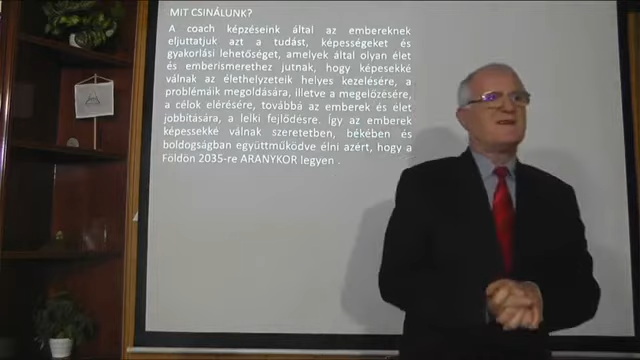 MIT CSINÁLUNK?
A coach képzéseink által az embereknek
eljuttatjuk azt a tudást, képességeket és
gyakorlási lehetőséget, amelyek által olyan élet
és emberismerethez jutnak, hogy képesekké
válnak az élethelyzeteik helyes kezelésére, a
problémáik megoldására, illetve a megelőzésére,
a célok elérésére, továbbá az emberek és élet
jobbítására, a lelki fejlődésre. Így az emberek
képessekké válnak szeretetben, békében és
boldogságban együttműködve élni azért, hogy a
Földön 2035-re ARANYKOR legyen .